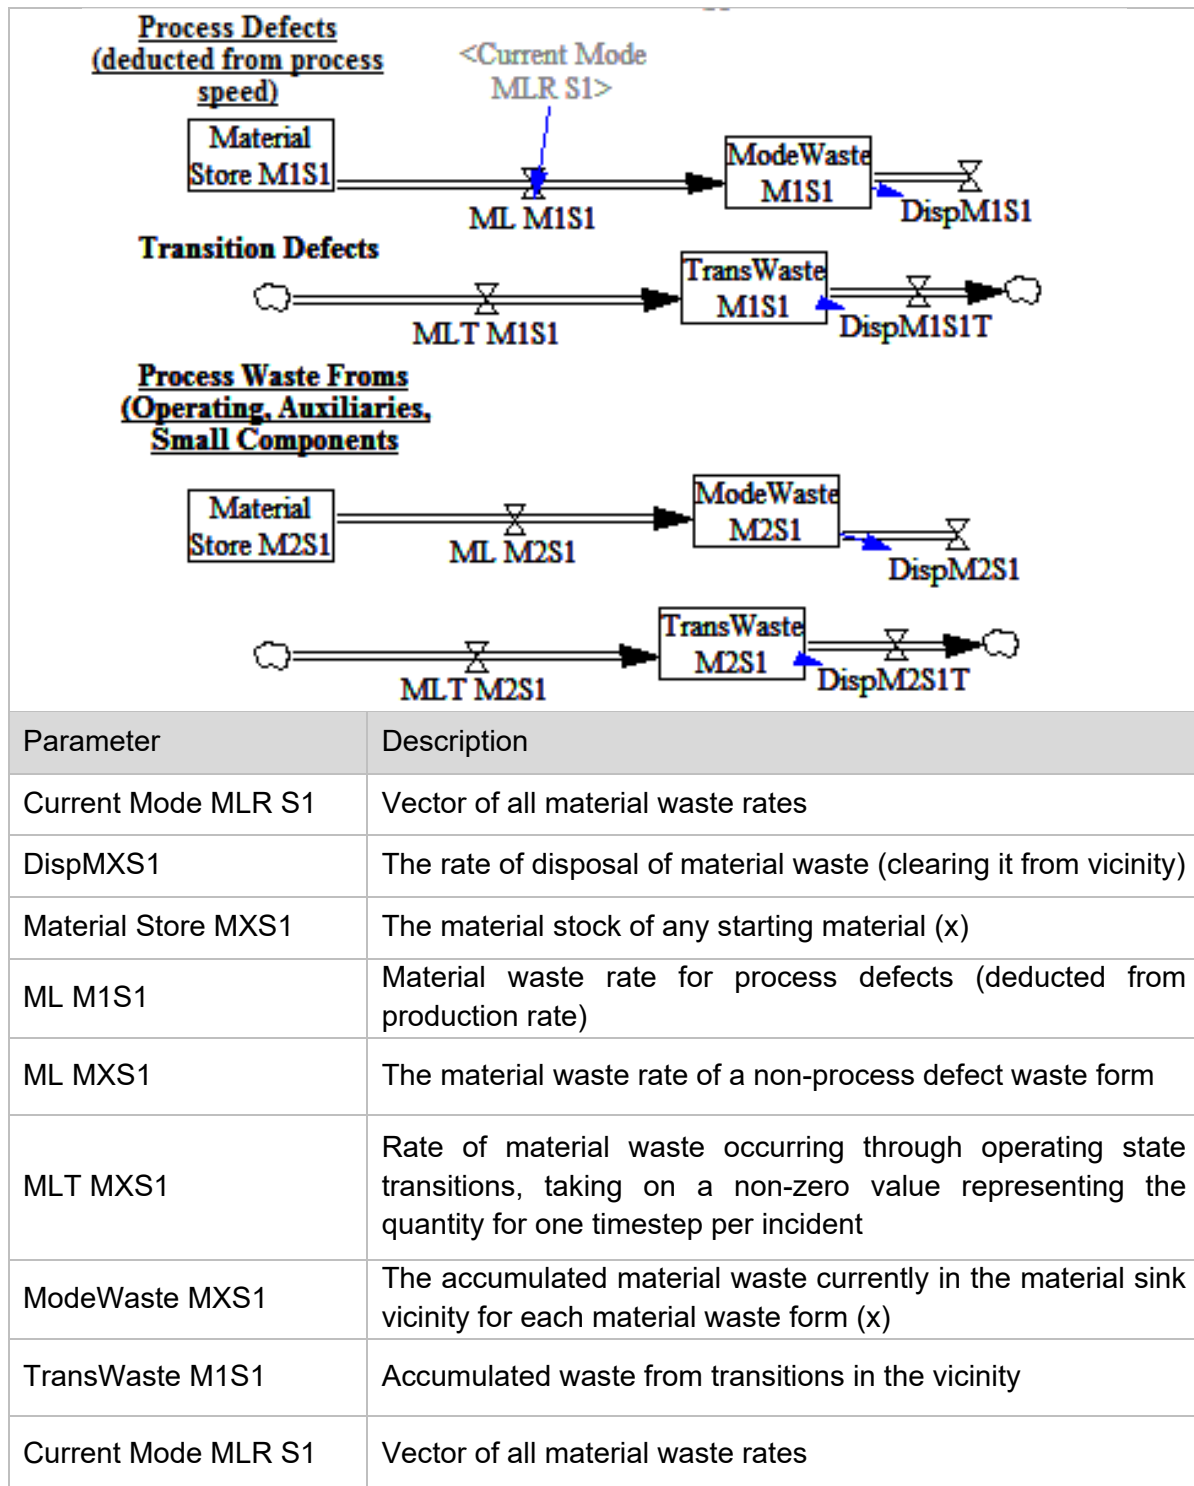 Process Defects
(deducted from process
speed)
<Current Mode
MLR S1>
Material
Store M1S1
ML M1S1
ModeWaste
M1S1
DispM1S1
Transition Defects
MLT M1S1
TransWaste
M1S1
DispM1S1T
Process Waste Froms
(Operating, Auxiliaries,
Small Components
Material
Store M2S1
ML M2S1
ModeWaste
M2S1
DispM2S1
MLT M2S1
TransWaste
M2S1
DispM2S1T
Parameter Description
Current Mode MLR S1 Vector of all material waste rates
DispMXS1 The rate of disposal of material waste (clearing it from vicinity)
Material Store MXS1 The material stock of any starting material (x)
ML M1S1 Material waste rate for process defects (deducted from
production rate)
ML MXS1 The material waste rate of a non-process defect waste form
MLT MXS1 Rate of material waste occurring through operating state
transitions, taking on a non-zero value representing the
quantity for one timestep per incident
ModeWaste MXS1 The accumulated material waste currently in the material sink
vicinity for each material waste form (x)
TransWaste M1S1 Accumulated waste from transitions in the vicinity
Current Mode MLR S1 Vector of all material waste rates